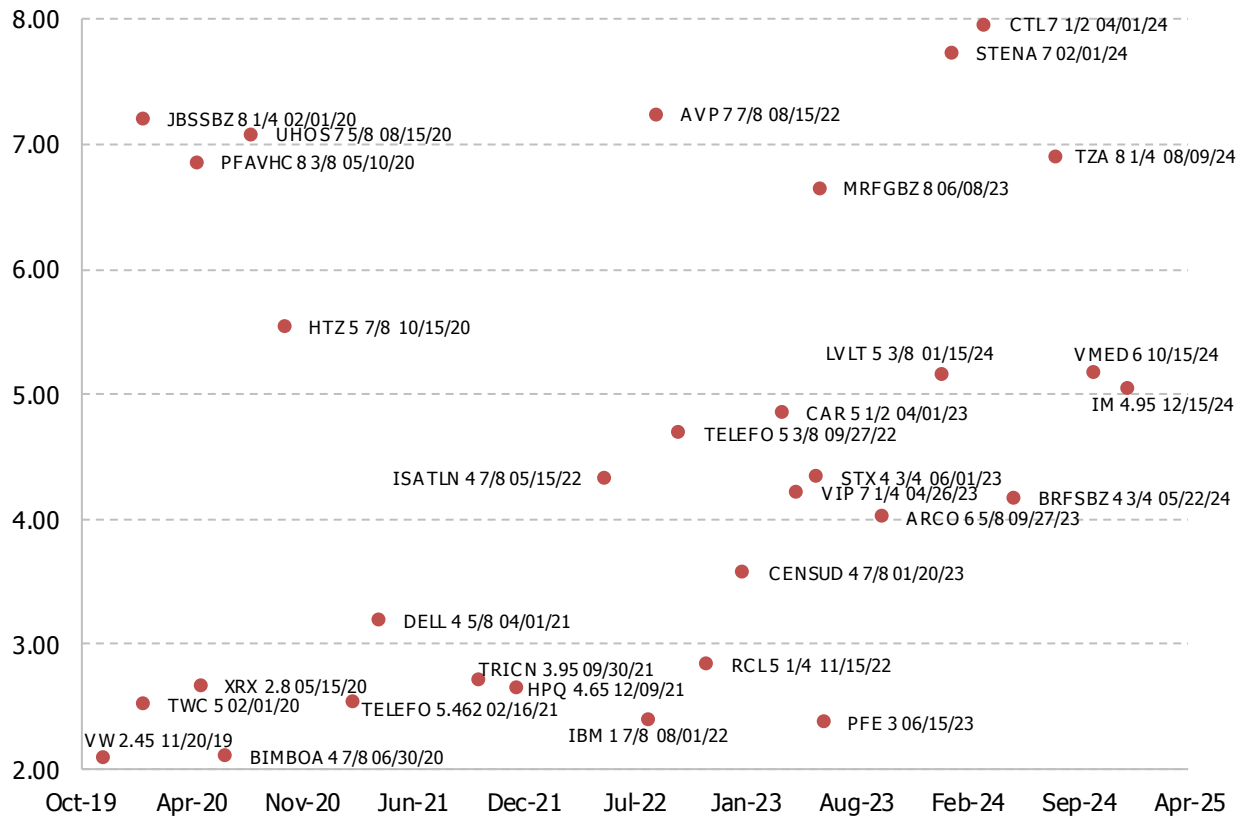 8.00
CTL 7 1/2 04/01/24
STENA 7 02/01/24
JBSSBZ 8 1/4 02/01/20
AVP 7 7/8 08/15/22
UHOS 7 5/8 08/15/20
7.00
PFAVHC 8 3/8 05/10/20
TZA 8 1/4 08/09/24
MRFGBZ 8 06/08/23
6.00
HTZ 5 7/8 10/15/20
LVLT 5 3/8 01/15/24
VMED 6 10/15/24
5.00
IM 4.95 12/15/24
CAR 5 1/2 04/01/23
TELEFO 5 3/8 09/27/22
ISATLN 4 7/8 05/15/22
STX 4 3/4 06/01/23
VIP 7 1/4 04/26/23
BRFSBZ 4 3/4 05/22/24
4.00
ARCO 6 5/8 09/27/23
CENSUD 4 7/8 01/20/23
DELL 4 5/8 04/01/21
3.00
TRICN 3.95 09/30/21
RCL 5 1/4 11/15/22
XRX 2.8 05/15/20
HPQ 4.65 12/09/21
TWC 5 02/01/20
TELEFO 5.462 02/16/21
PFE 3 06/15/23
IBM 1 7/8 08/01/22
VW 2.45 11/20/19
BIMBOA 4 7/8 06/30/20
2.00
Oct-19 Apr-20 Nov-20 Jun-21 Dec-21 Jul-22 Jan-23 Aug-23 Feb-24 Sep-24 Apr-25